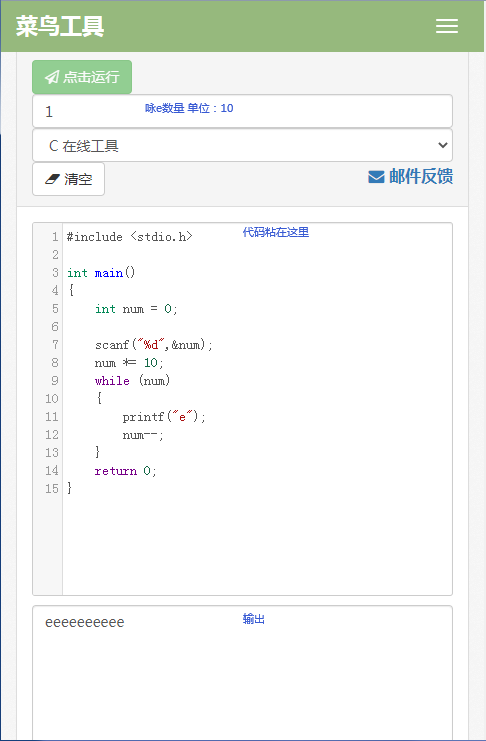 菜鸟工具
点击运行
1 咏e数量 单位：10
C 在线工具
清空 邮件反馈
1 #include <stdio.h> 代码粘在这里
2
3 int main()
4 {
5     int num = 0;
6
7     scanf("%d",&num);
8     num *= 10;
9     while (num)
10     {
11         printf("e");
12         num--;
13     }
14     return 0;
15 }
eeeeeeeeee 输出